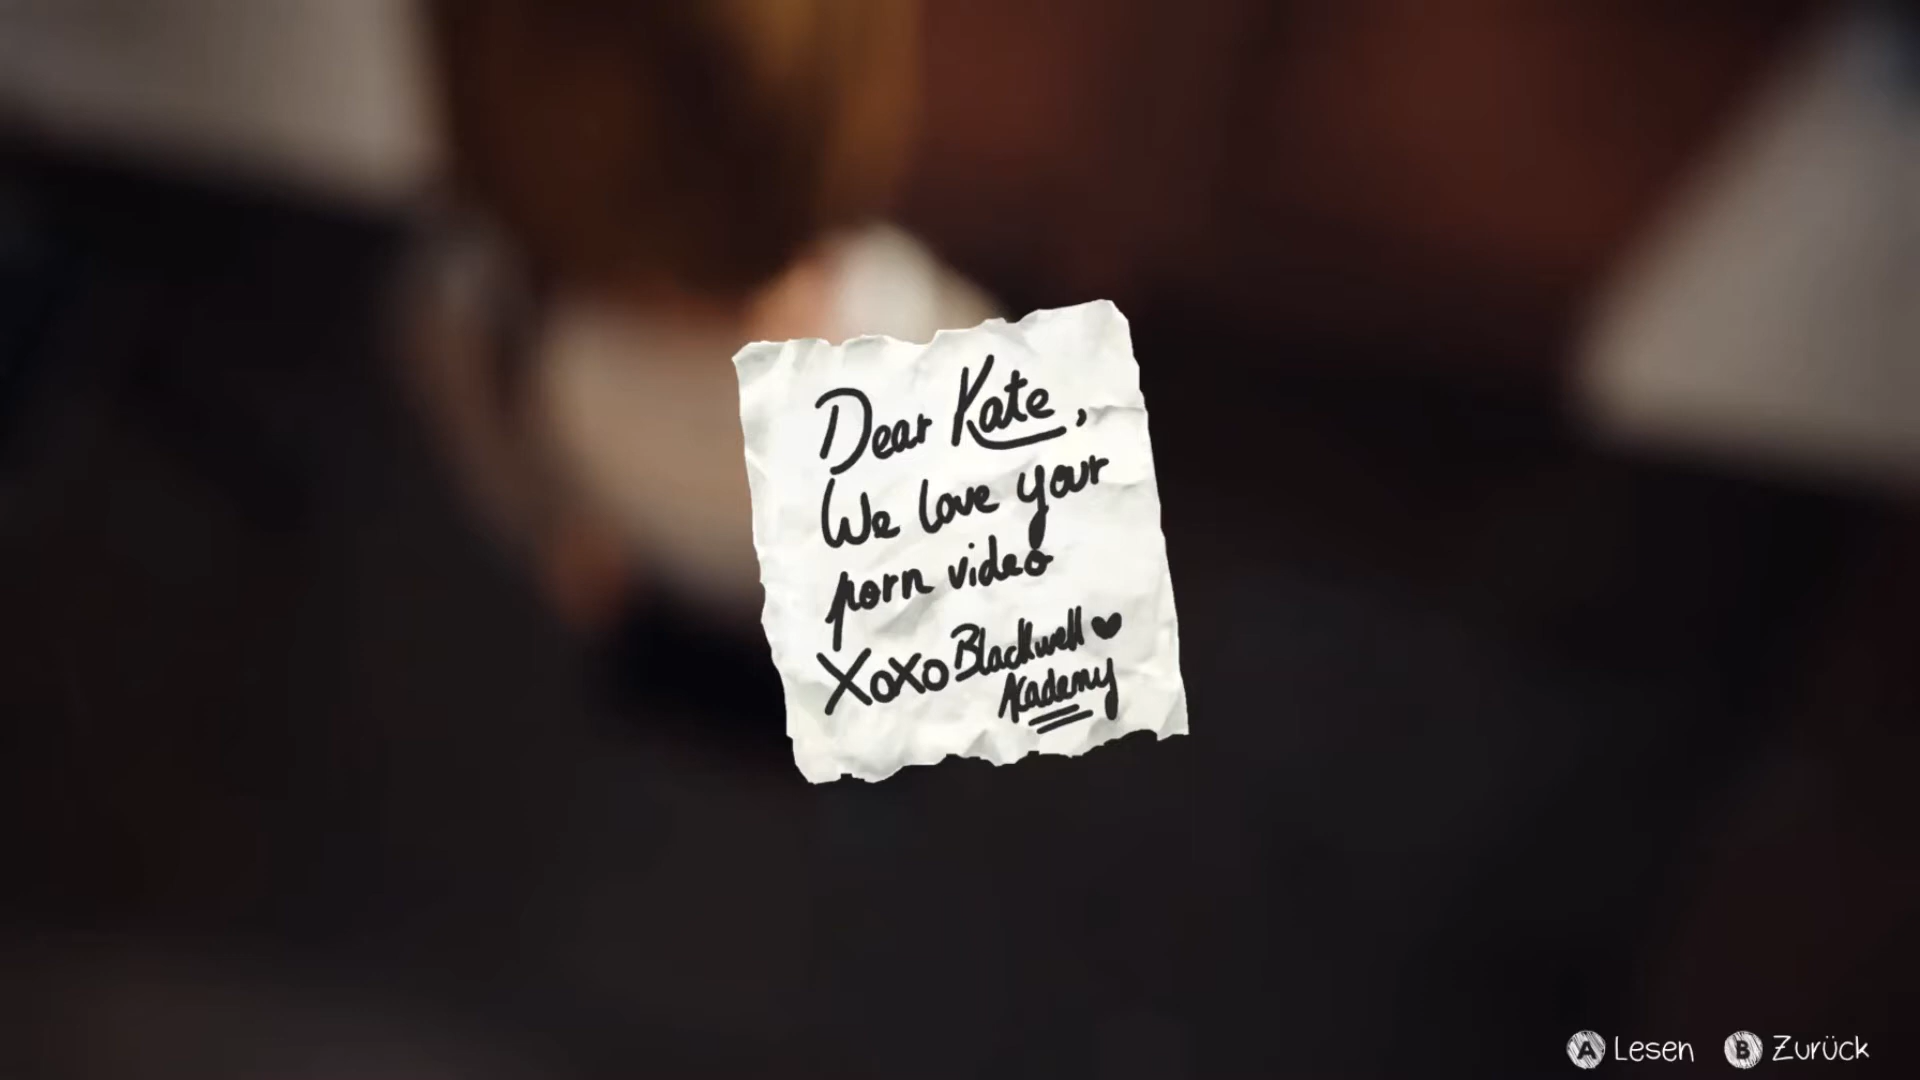 Dear Kate,
We love your
porn video
XoXo Blackwell ♥
Academy
A Lesen B Zurück